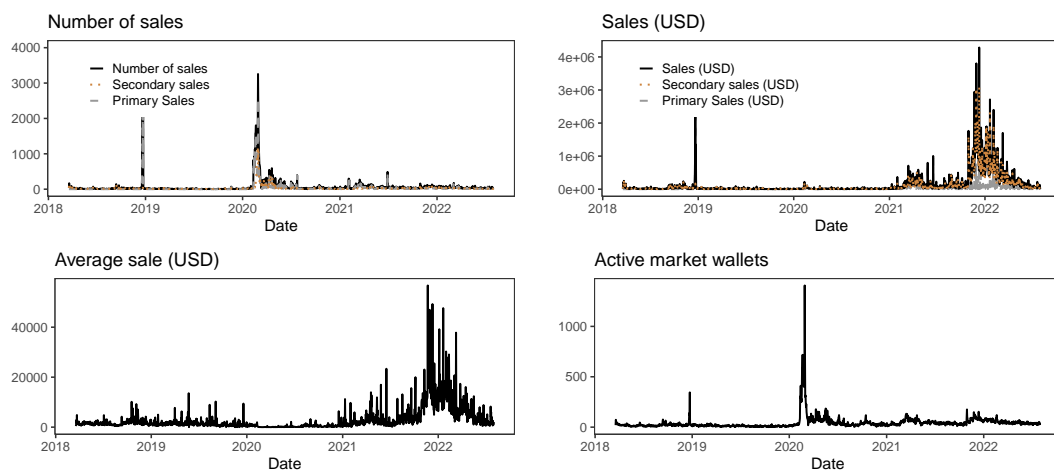 Number of sales
4000
3000
2000
1000
0
Number of sales
Secondary sales
Primary Sales
2018 2019 2020 2021 2022
Date
Sales (USD)
4e+06
3e+06
2e+06
1e+06
0e+00
Sales (USD)
Secondary sales (USD)
Primary Sales (USD)
2018 2019 2020 2021 2022
Date
Average sale (USD)
40000
20000
0
2018 2019 2020 2021 2022
Date
Active market wallets
1000
500
0
2018 2019 2020 2021 2022
Date